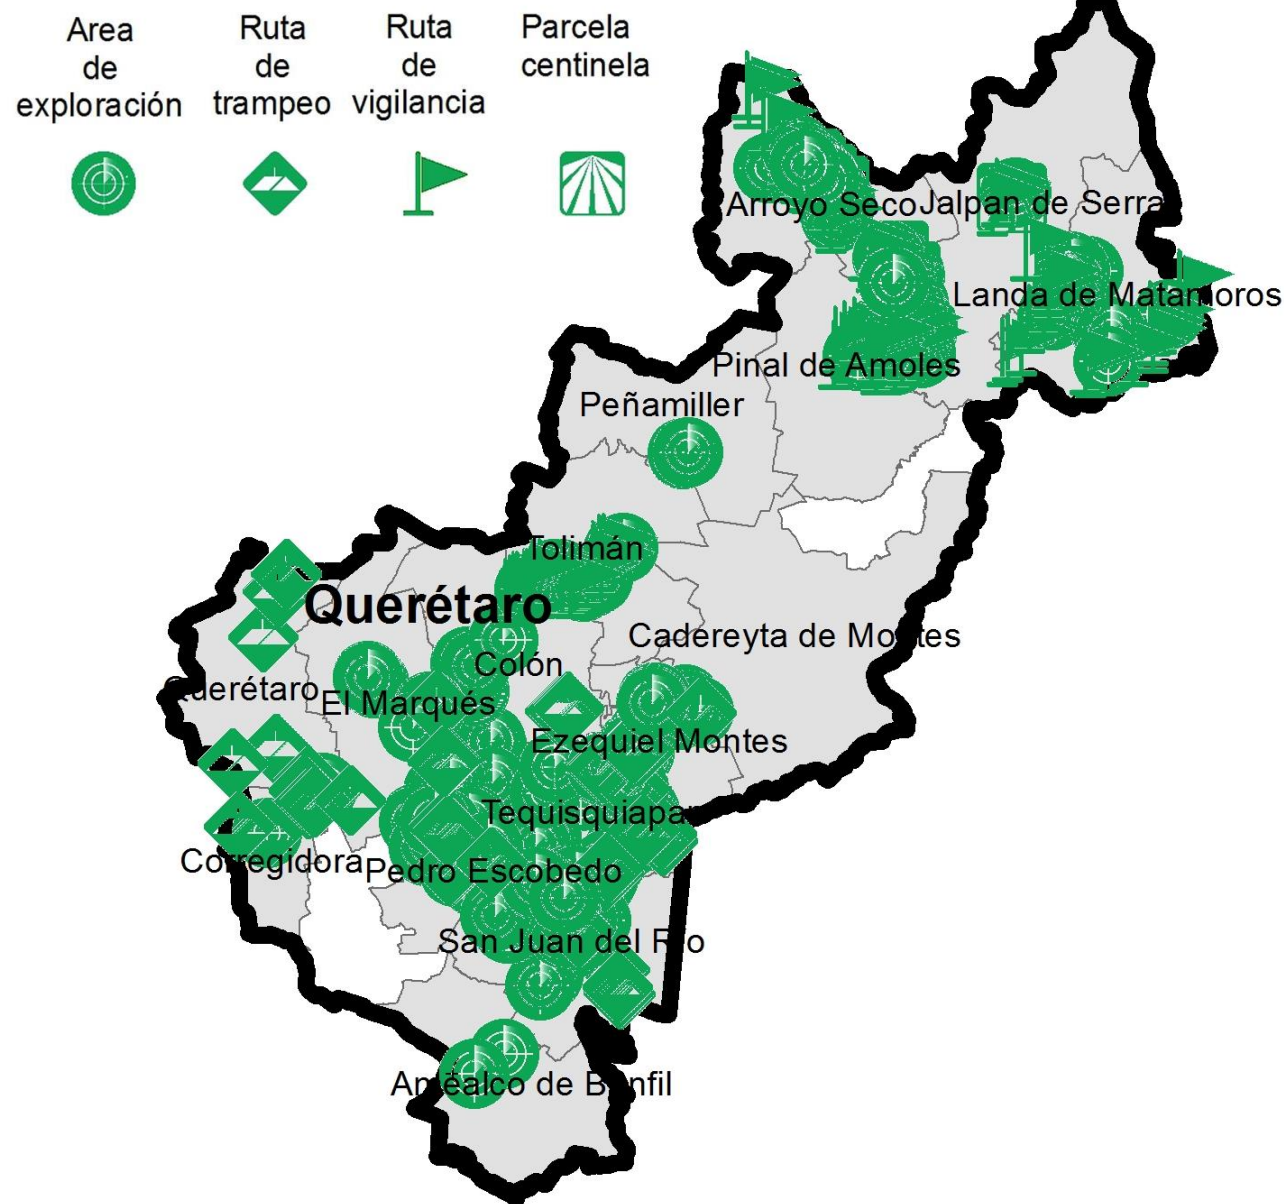 Area
de
exploración
Ruta
de
trampeo
Ruta
de
vigilancia
Parcela
centinela
Arroyo Seco
Jalpan de Serra
Landa de Matamoros
Pinal de Amoles
Peñamiller
Tolimán
Querétaro
Cadereyta de Montes
Colón
Querétaro
El Marqués
Ezequiel Montes
Tequisquiapan
Corregidora
Pedro Escobedo
San Juan del Río
Amealco de Bonfil